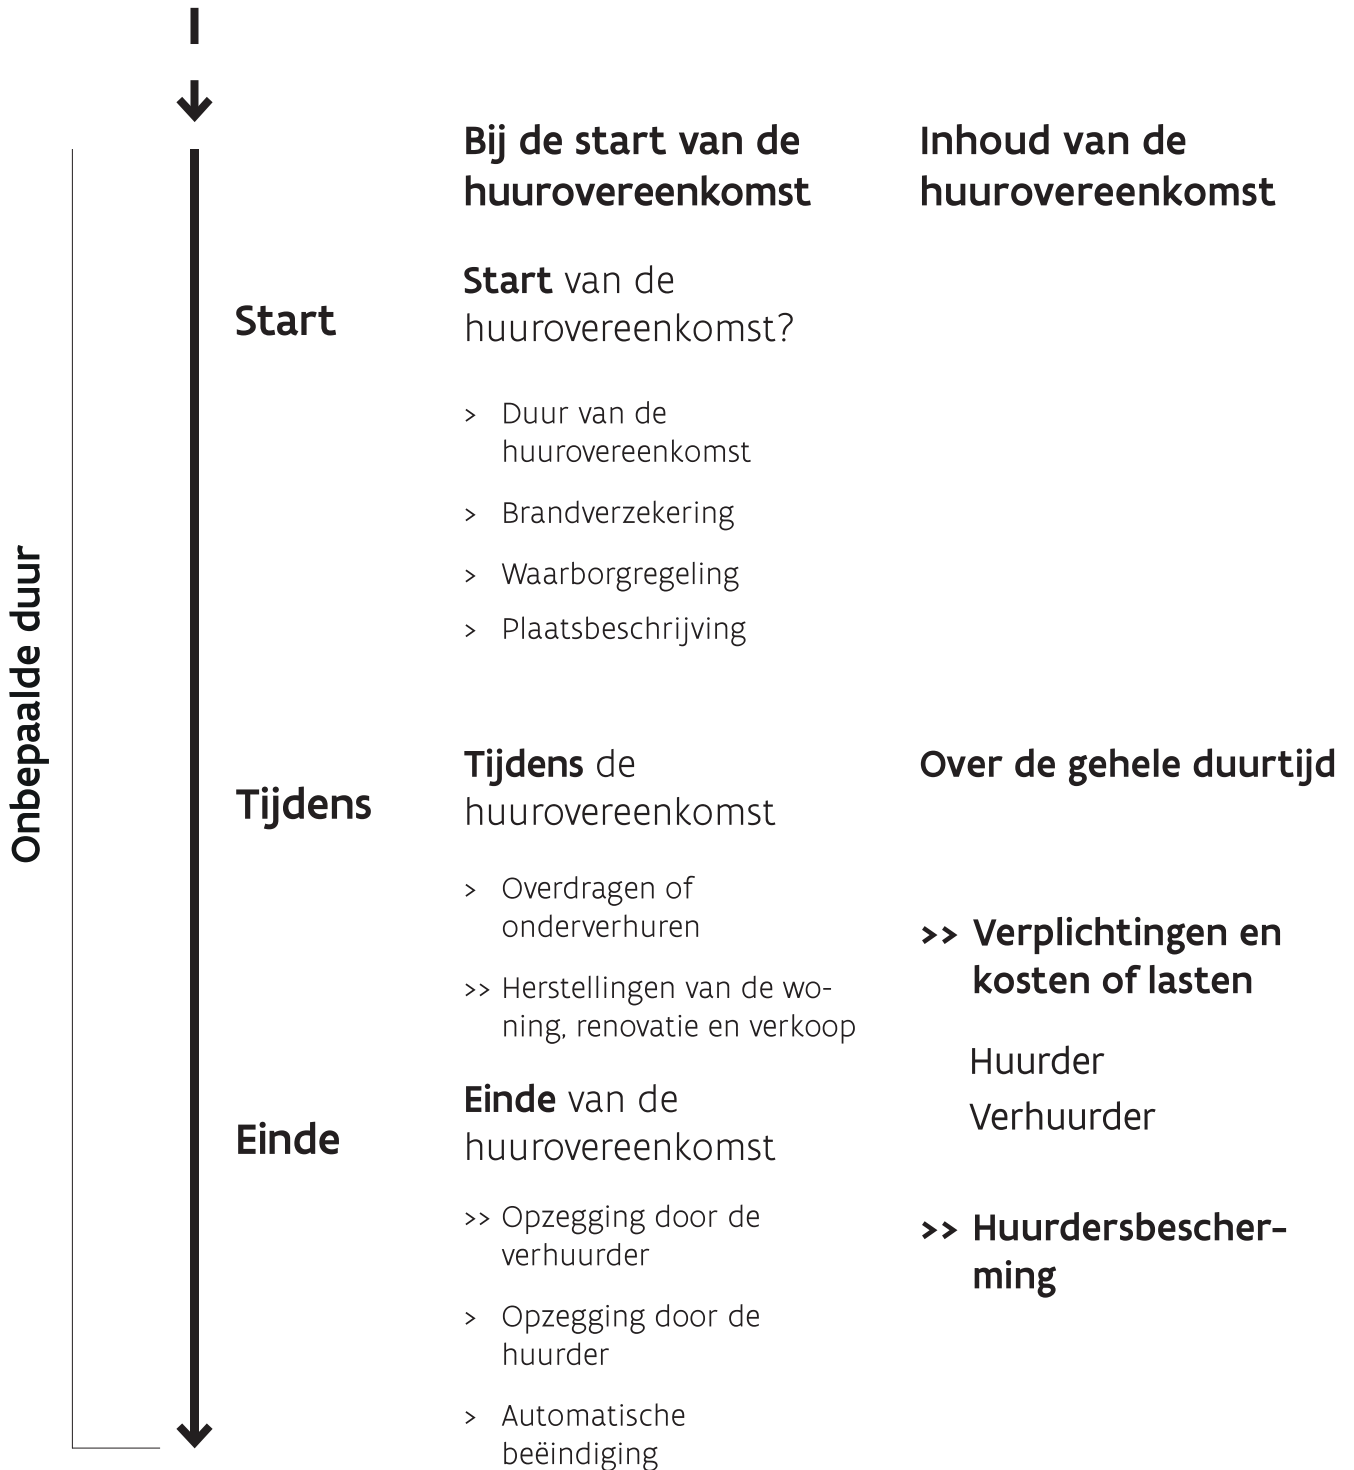 Onbepaalde duur
Bij de start van de
huurovereenkomst
Inhoud van de
huurovereenkomst
Start
Start van de
huurovereenkomst?
> Duur van de
huurovereenkomst
> Brandverzekering
> Waarborgregeling
> Plaatsbeschrijving
Tijdens
Tijdens de
huurovereenkomst
> Overdragen of
onderverhuren
>> Herstellingen van de wo-
ning, renovatie en verkoop
Einde
Einde van de
huurovereenkomst
>> Opzegging door de
verhuurder
> Opzegging door de
huurder
> Automatische
beëindiging
Over de gehele duurtijd
>> Verplichtingen en
kosten of lasten
Huurder
Verhuurder
>> Huurdersbescher-
ming